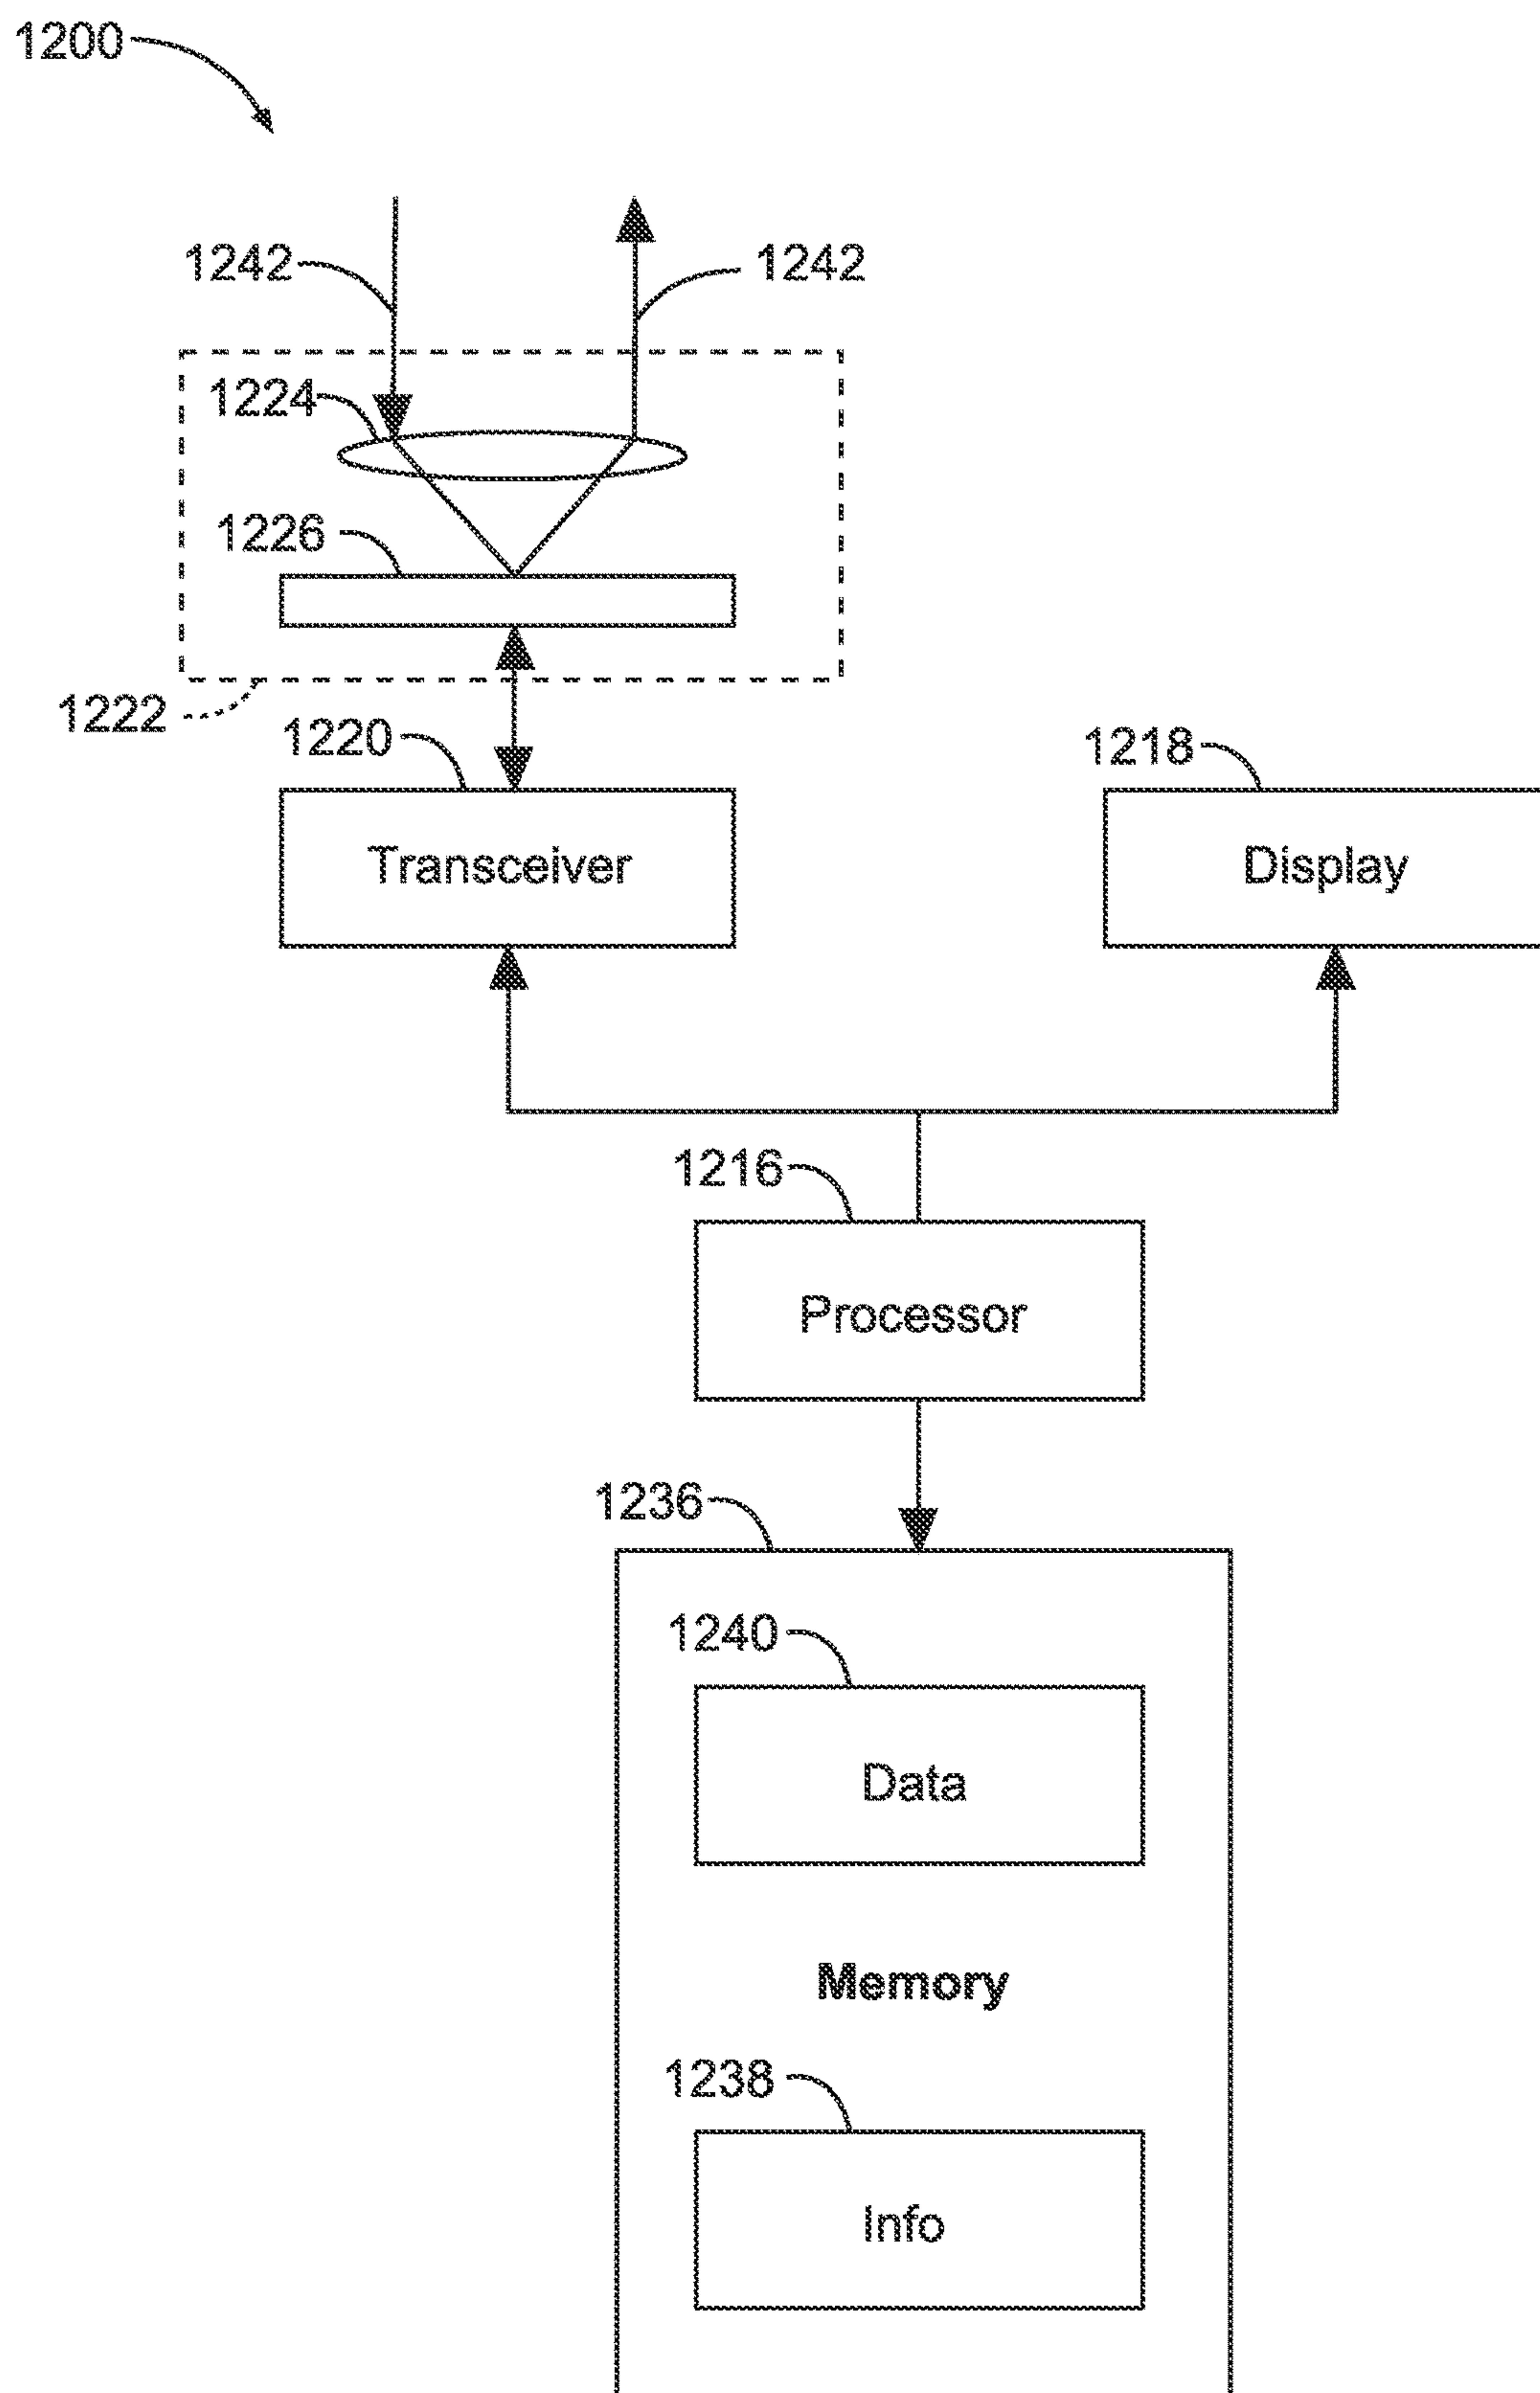 1200
1242 1242
1224
1226
1222
1220 1218
Transceiver Display
1216
Processor
1236
1240
Data
Memory
1238
Info